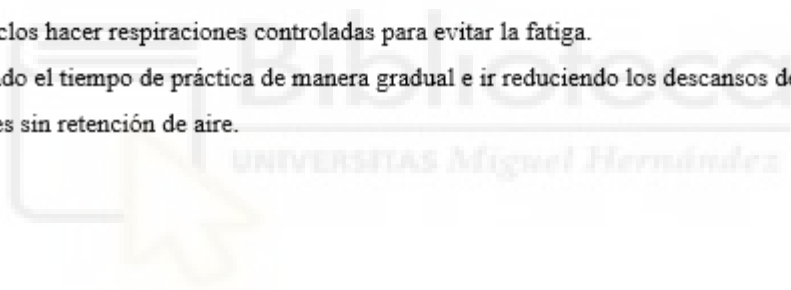 clos hacer respiraciones controladas para evitar la fatiga.
do el tiempo de práctica de manera gradual e ir reduciendo los descansos de
es sin retención de aire.
Biblioteca
UNIVERSITAS Miguel Hernández